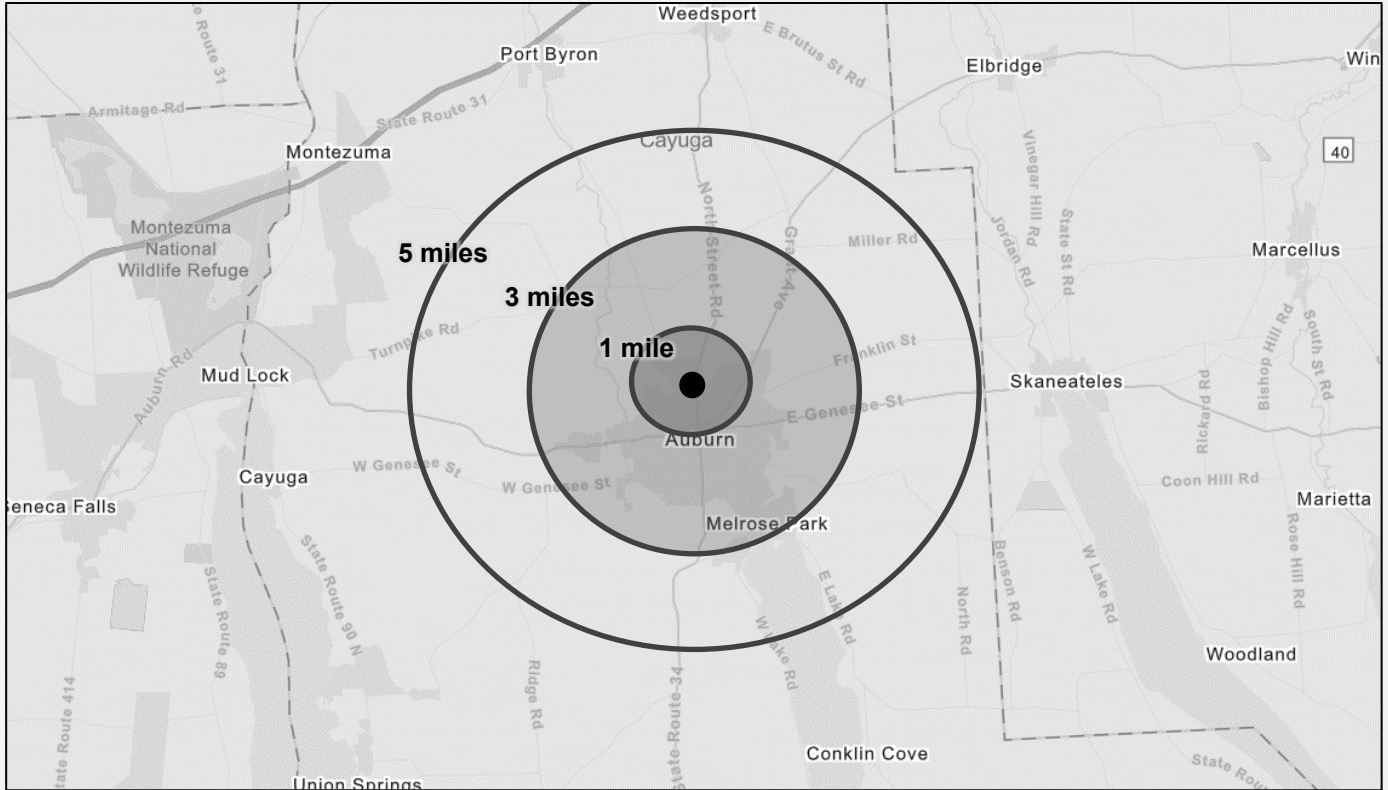 Weedsport
E Brufus St Rd
State Route 31
Port Byron
Elbridge
Win
Armitage Rd
State Route 31
Cayuga
Montezuma
40
Vinegar Hill Rd
State St Rd
Jordan Rd
North Street Rd
Grant Ave
Miller Rd
Montezuma
National
Wildlife Refuge
5 miles
Marcellus
3 miles
Turnpike Rd
1 mile
Franklin St
Bishop Hill Rd
South St Rd
Auburn Rd
Mud Lock
Skaneateles
Rickard Rd
E Genesee St
Auburn
W Genesee St
W Genesee St
Cayuga
Coon Hill Rd
Seneca Falls
Marietta
Melrose Park
State Route 90 N
State Route 89
Benson Rd
W Lake Rd
Rose Hill Rd
E Lake Rd
W Lake Rd
North Rd
Woodland
Ridge Rd
State Route 34
State Route 414
Conklin Cove
State Rou
Union Springs